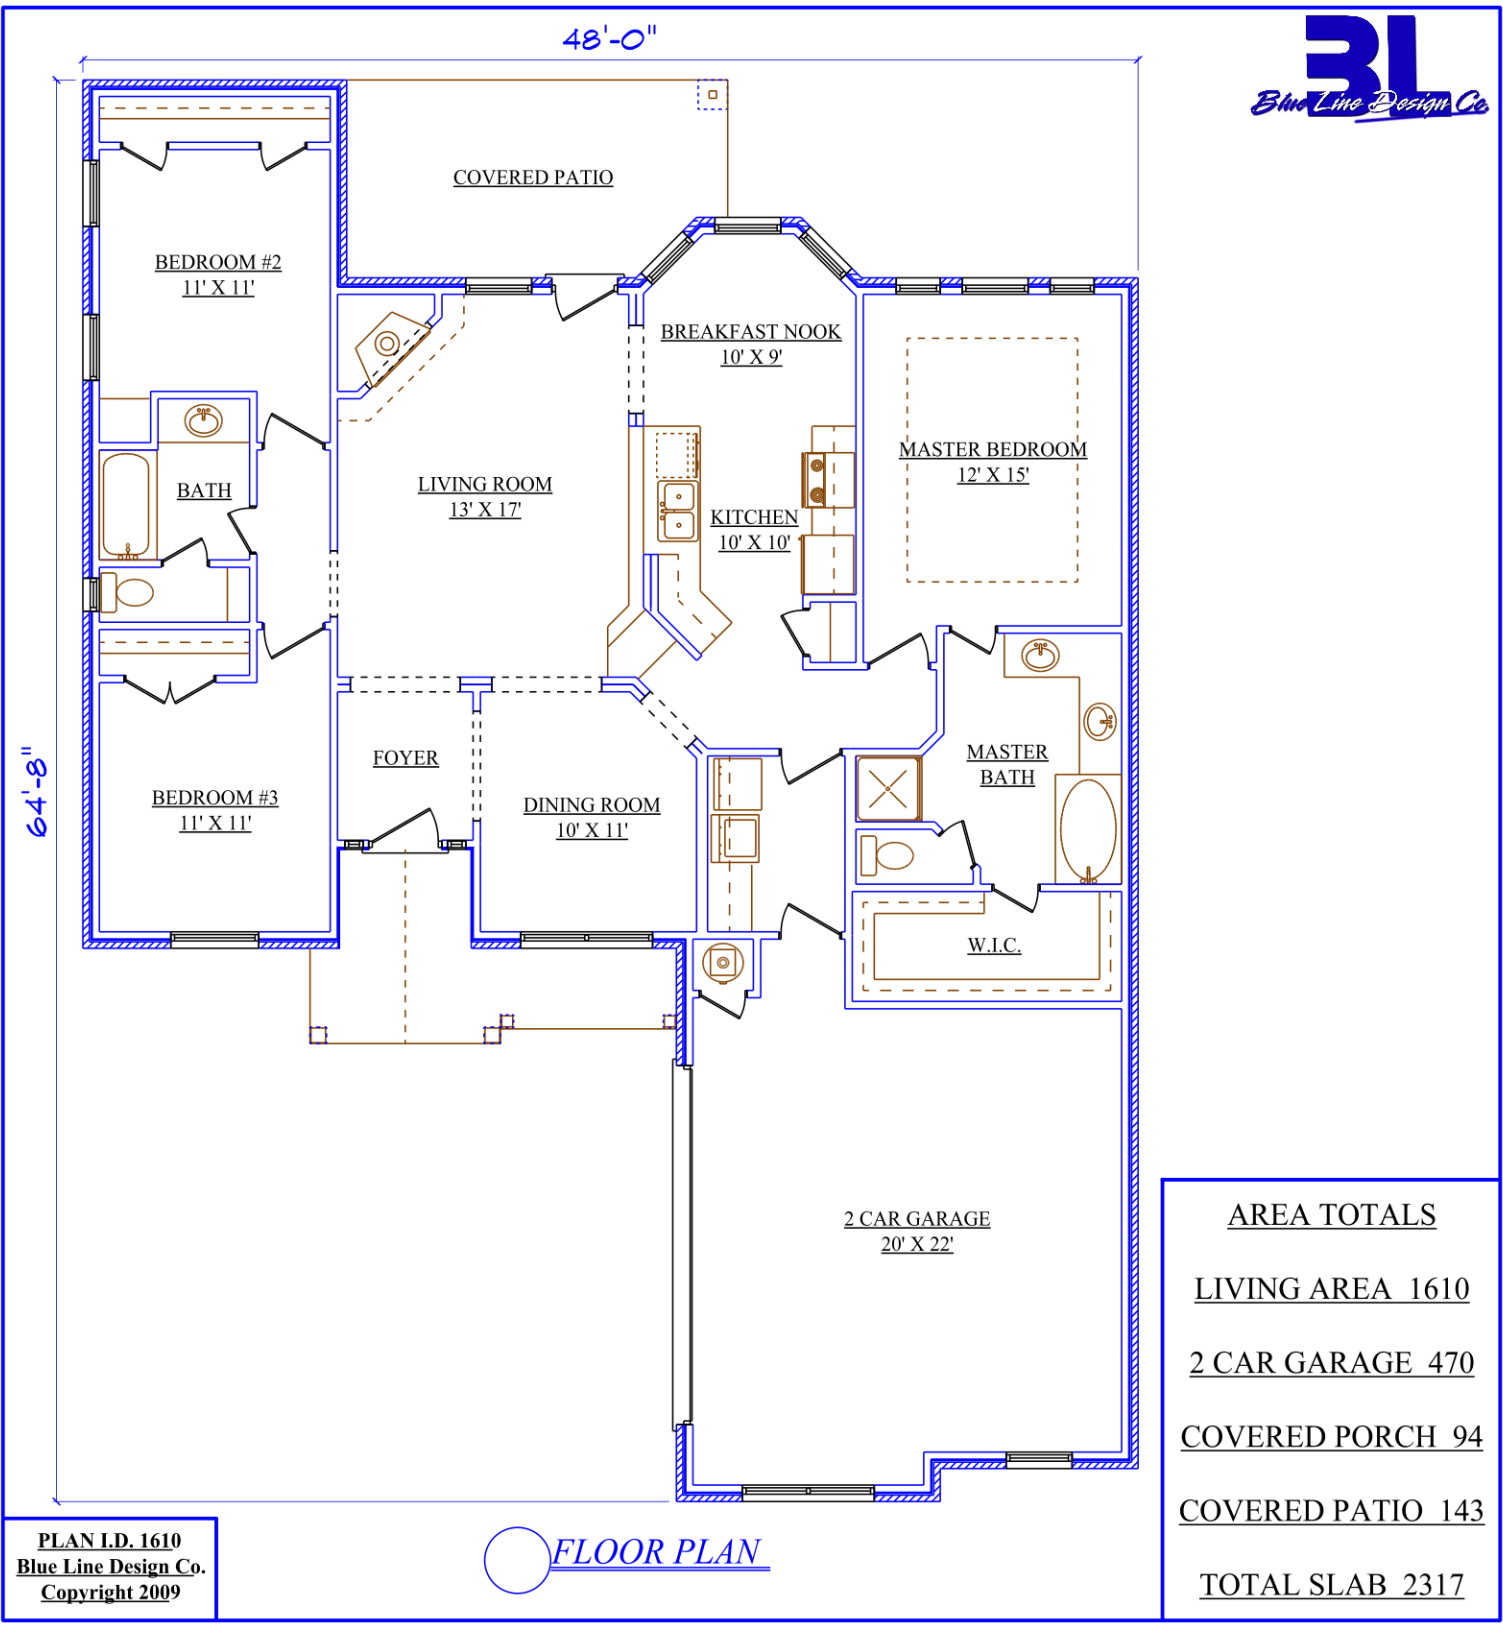 48'-0"
BL
Blue Line Design Co
COVERED PATIO
BEDROOM #2
11' X 11'
BREAKFAST NOOK
10' X 9'
MASTER BEDROOM
12' X 15'
LIVING ROOM
13' X 17'
BATH
KITCHEN
10' X 10'
64'-8"
FOYER
MASTER
BATH
BEDROOM #3
11' X 11'
DINING ROOM
10' X 11'
W.I.C.
2 CAR GARAGE
20' X 22'
AREA TOTALS
LIVING AREA 1610
2 CAR GARAGE 470
COVERED PORCH 94
COVERED PATIO 143
TOTAL SLAB 2317
PLAN I.D. 1610
Blue Line Design Co.
Copyright 2009
FLOOR PLAN